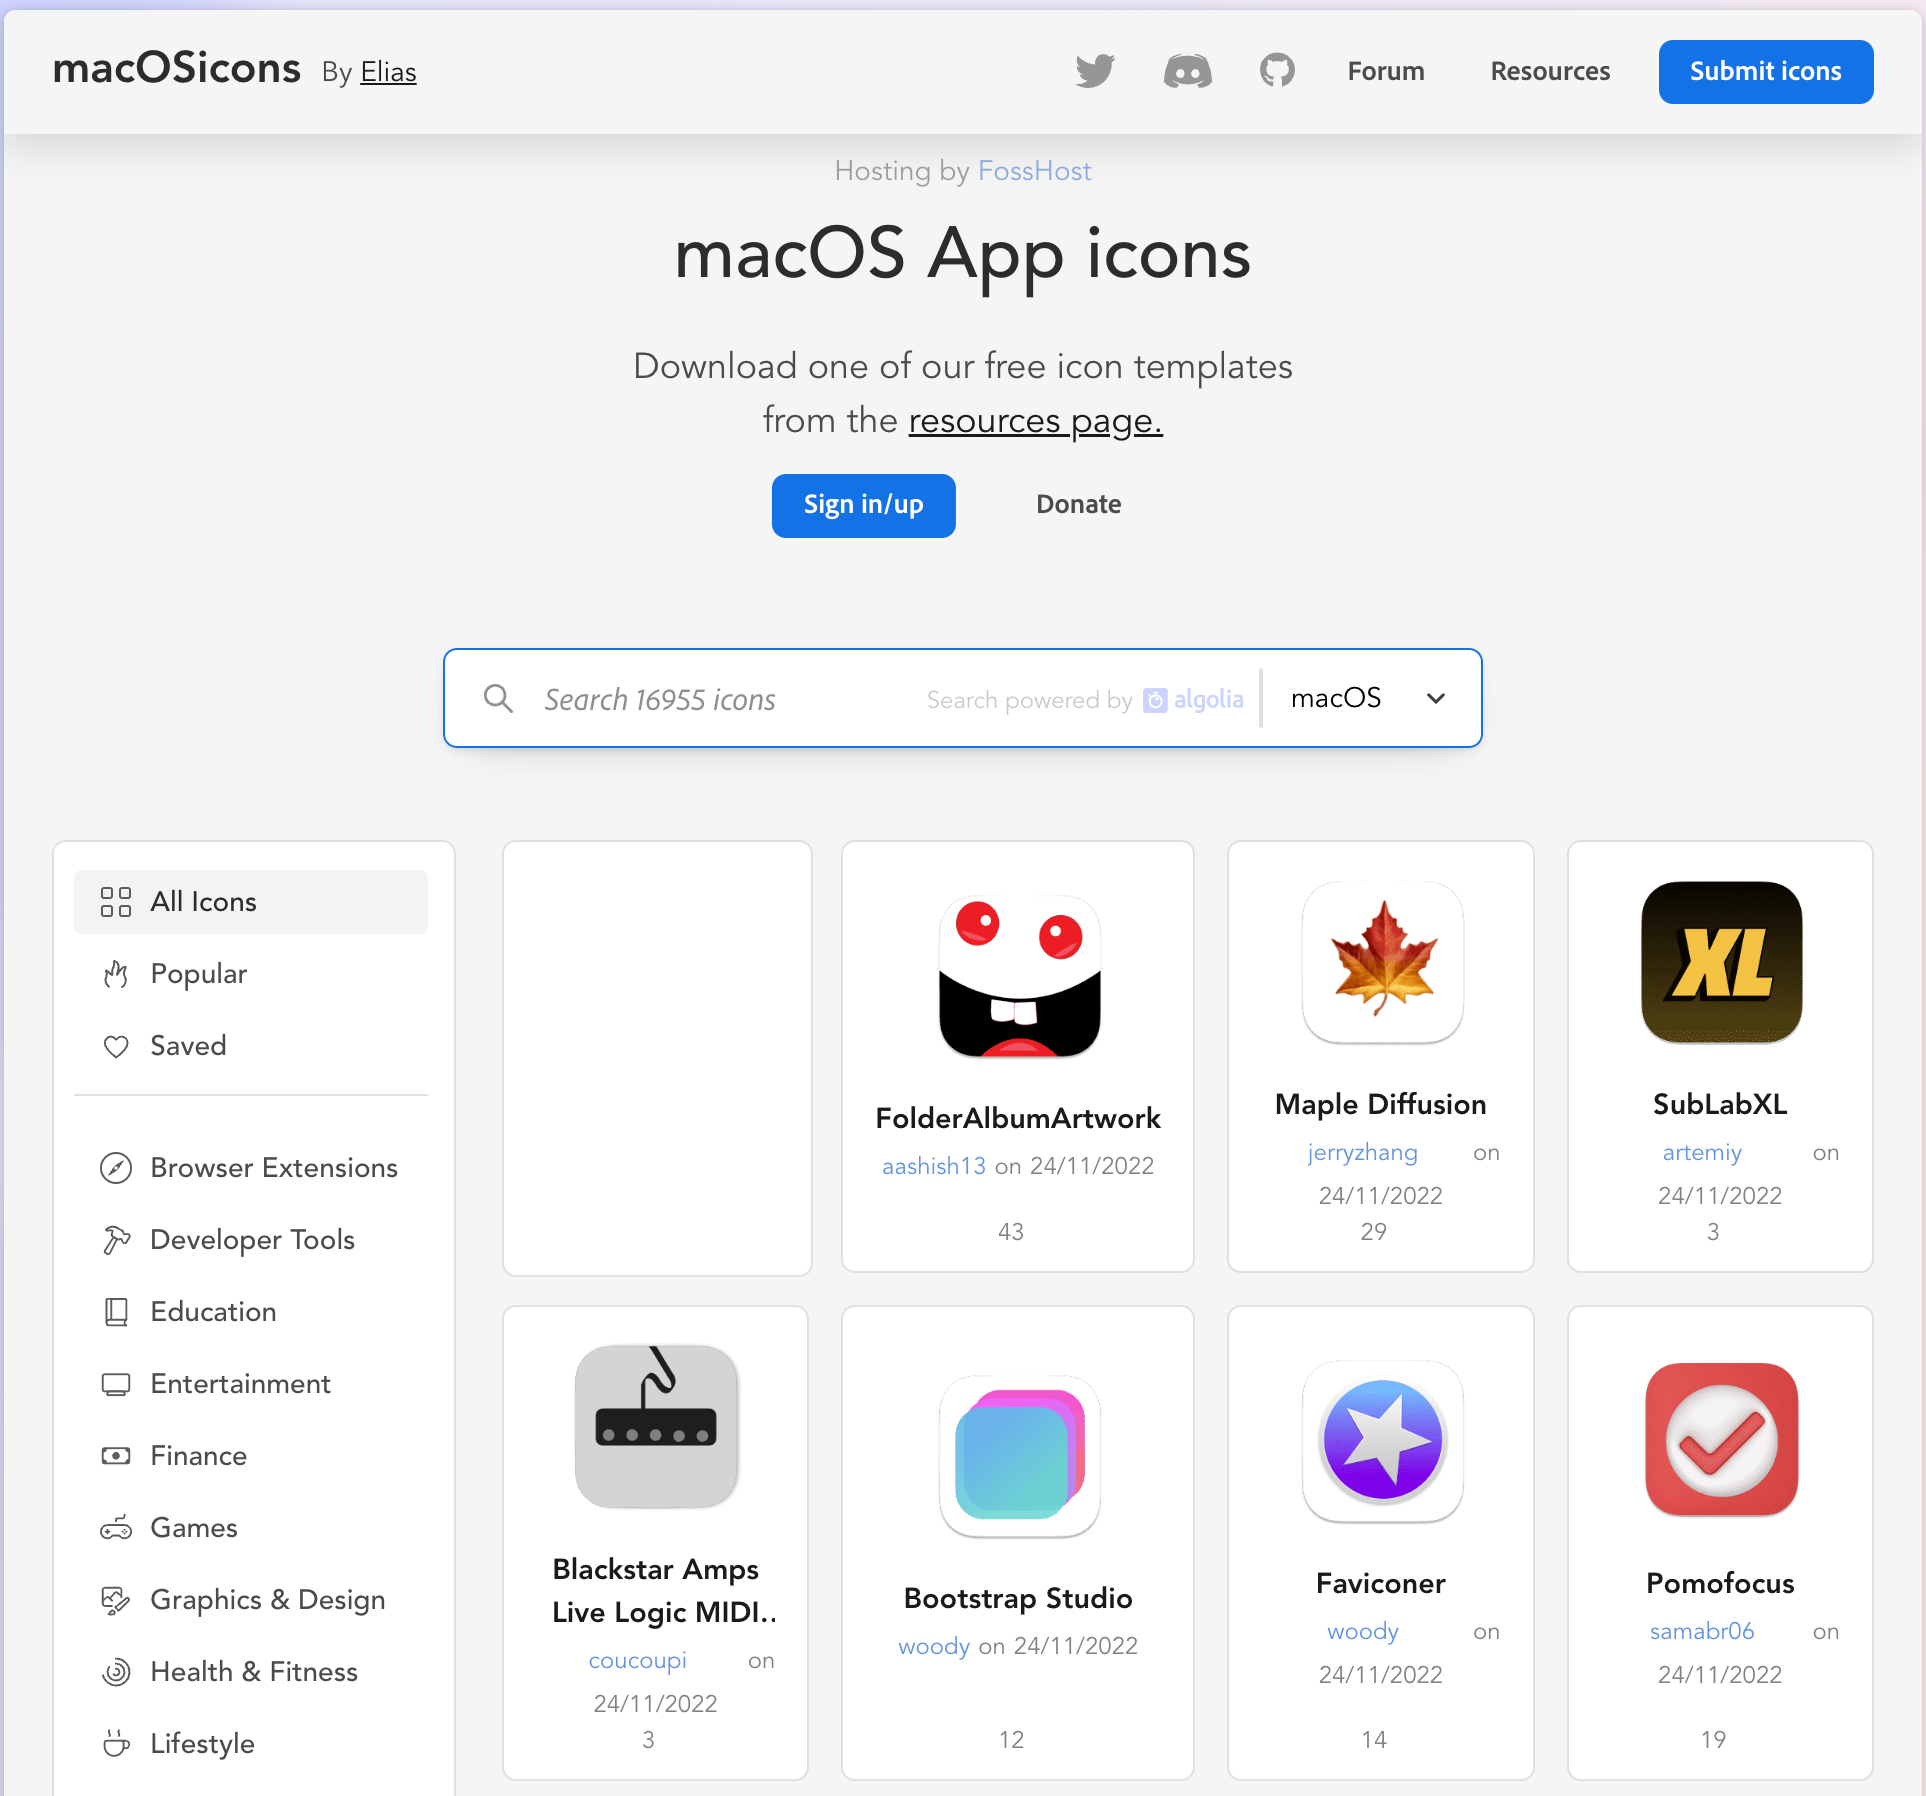 macOSicons By Elias
Forum
Resources
Submit icons
Hosting by FossHost
macOS App icons
Download one of our free icon templates
from the resources page.
Sign in/up
Donate
Search 16955 icons
Search powered by algolia
macOS
All Icons
Popular
Saved
Browser Extensions
Developer Tools
Education
Entertainment
Finance
Games
Graphics & Design
Health & Fitness
Lifestyle
FolderAlbumArtwork
aashish13 on 24/11/2022
43
Maple Diffusion
jerryzhang on
24/11/2022
29
XL
SubLabXL
artemiy on
24/11/2022
3
Blackstar Amps
Live Logic MIDI..
coucoupi on
24/11/2022
3
Bootstrap Studio
woody on 24/11/2022
12
Faviconer
woody on
24/11/2022
14
Pomofocus
samabr06 on
24/11/2022
19